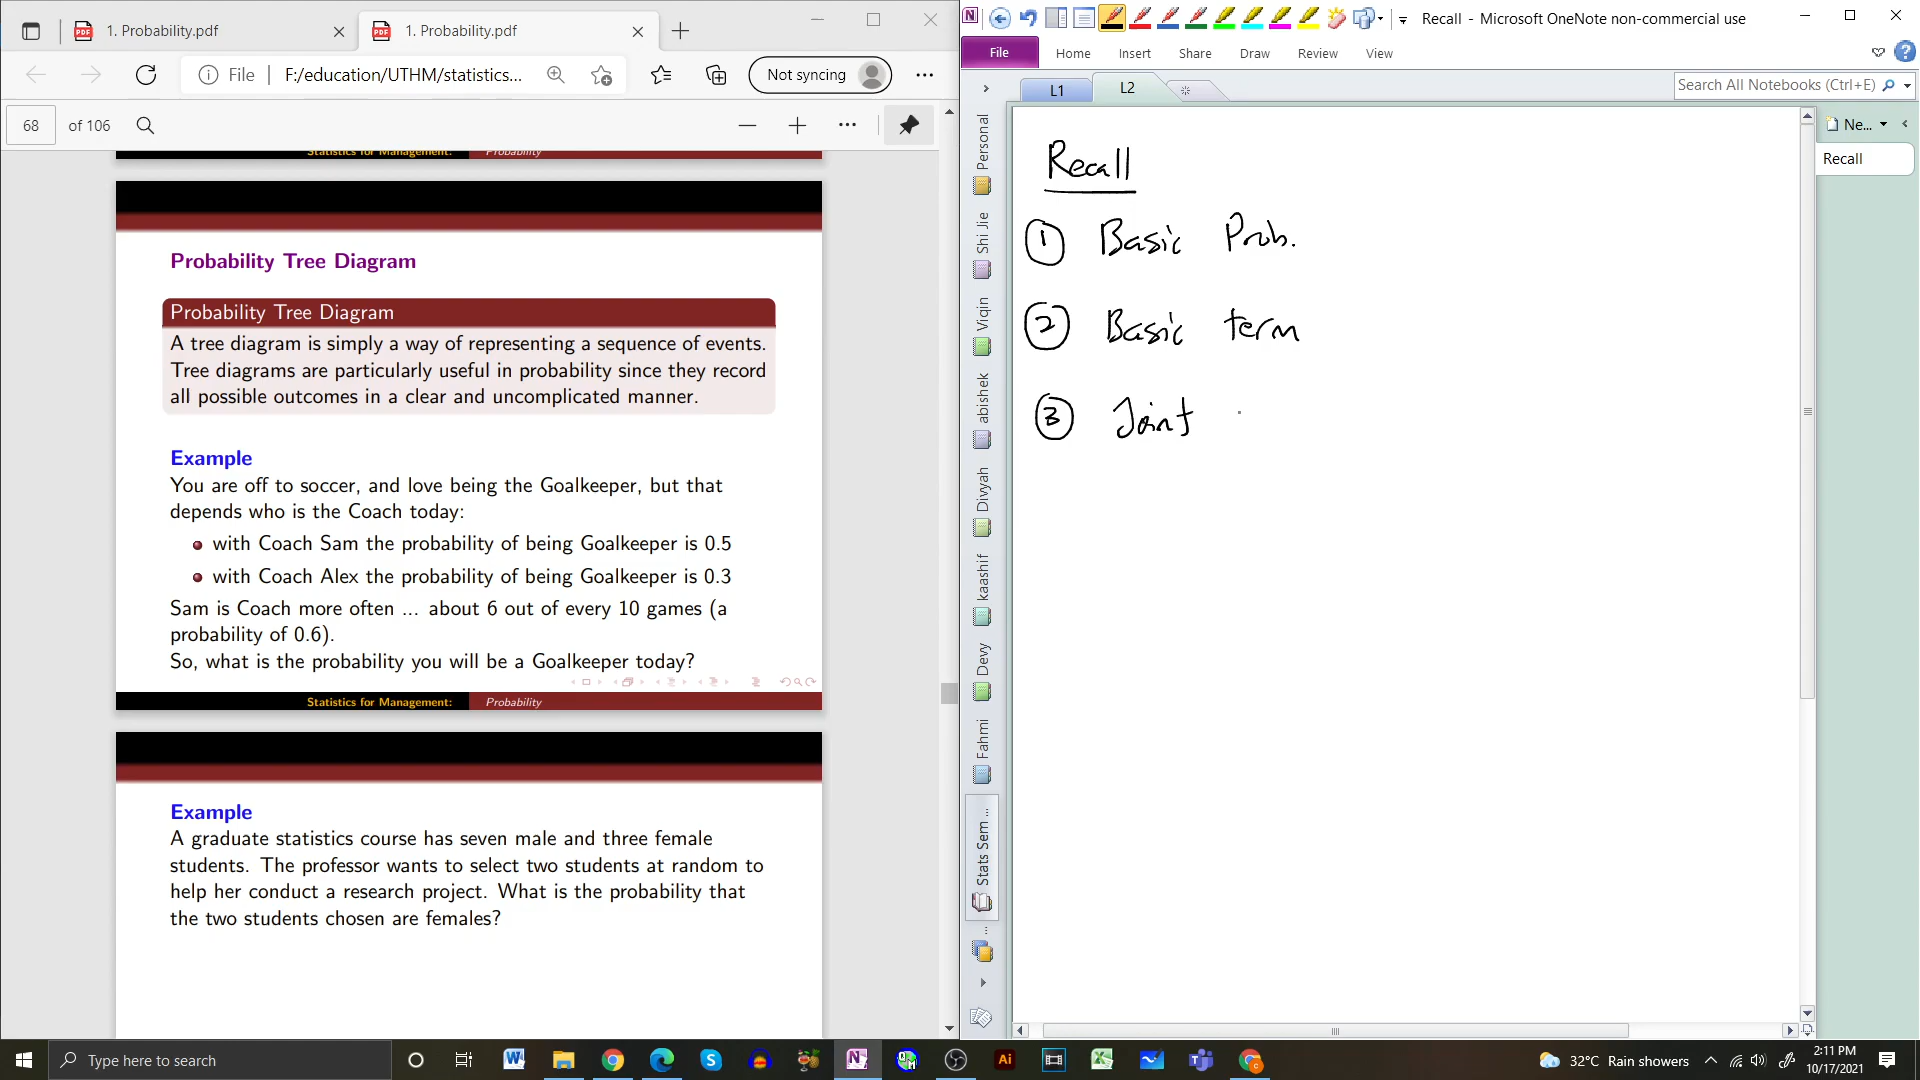 1. Probability.pdf
1. Probability.pdf
File
F:/education/UTHM/statistics...
Not syncing
68
of 106
Statistics for Management:
Probability
Probability Tree Diagram
Probability Tree Diagram
A tree diagram is simply a way of representing a sequence of events.
Tree diagrams are particularly useful in probability since they record
all possible outcomes in a clear and uncomplicated manner.
Example
You are off to soccer, and love being the Goalkeeper, but that
depends who is the Coach today:
with Coach Sam the probability of being Goalkeeper is 0.5
with Coach Alex the probability of being Goalkeeper is 0.3
Sam is Coach more often ... about 6 out of every 10 games (a
probability of 0.6).
So, what is the probability you will be a Goalkeeper today?
Statistics for Management:
Probability
Example
A graduate statistics course has seven male and three female
students. The professor wants to select two students at random to
help her conduct a research project. What is the probability that
the two students chosen are females?
Recall - Microsoft OneNote non-commercial use
File
Home
Insert
Share
Draw
Review
View
L1
L2
Search All Notebooks (Ctrl+E)
Ne...
Recall
Personal
Shi Jie
Viqin
abishek
Divyah
kaashif
Devy
Fahmi
Stats Sem ...
Recall
1 Basic Prob.
2 Basic term
3 Joint
Type here to search
32°C Rain showers
2:11 PM
10/17/2021